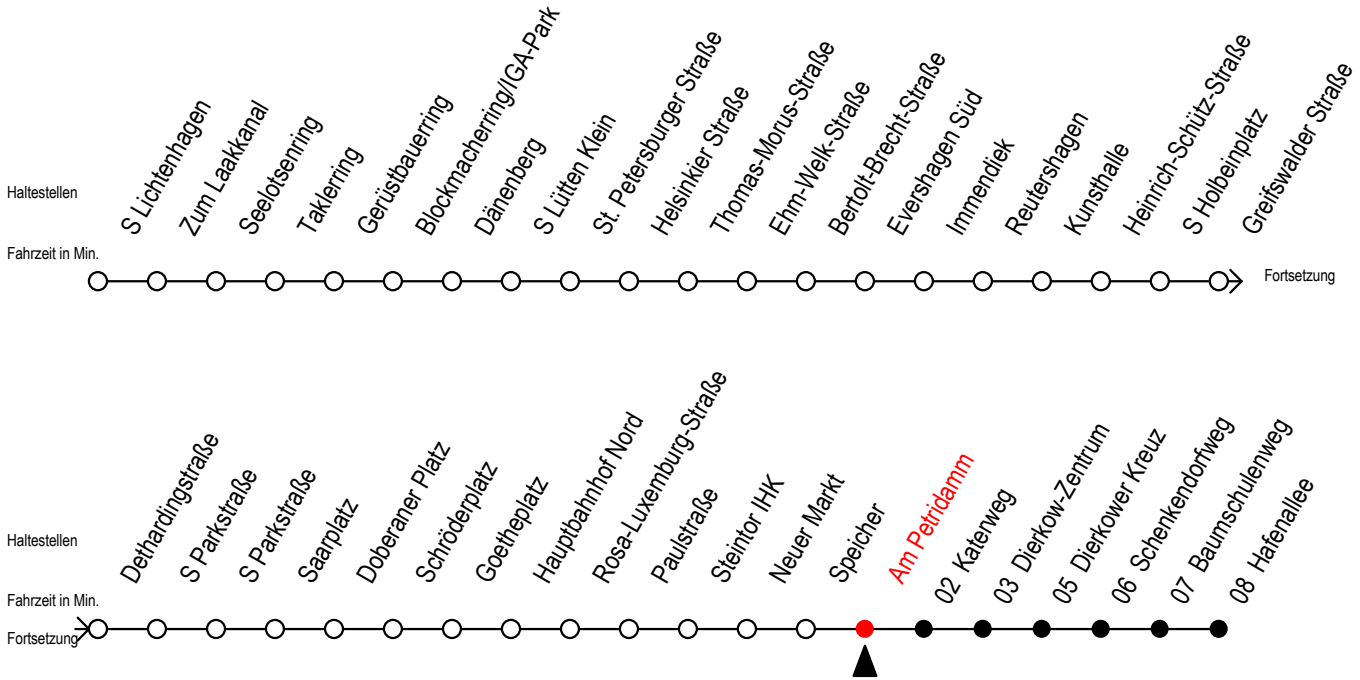 Haltestellen
S Lichtenhagen
Zum Laakkanal
Seelotsenring
Taklerring
Gerüstbauerring
Blockmacherring/IGA-Park
Dänenberg
S Lütten Klein
St. Petersburger Straße
Helsinkier Straße
Thomas-Morus-Straße
Ehm-Welk-Straße
Bertolt-Brecht-Straße
Evershagen Süd
Immendiek
Reutershagen
Kunsthalle
Heinrich-Schütz-Straße
S Holbeinplatz
Greifswalder Straße
Fahrzeit in Min.
Fortsetzung
Haltestellen
Dethardingstraße
S Parkstraße
S Parkstraße
Saarplatz
Doberaner Platz
Schröderplatz
Goetheplatz
Hauptbahnhof Nord
Rosa-Luxemburg-Straße
Paulstraße
Steintor IHK
Neuer Markt
Speicher
Am Petridamm
02 Katerweg
03 Dierkow-Zentrum
05 Dierkower Kreuz
06 Schenkendorfweg
07 Baumschulenweg
08 Hafenallee
Fahrzeit in Min.
Fortsetzung